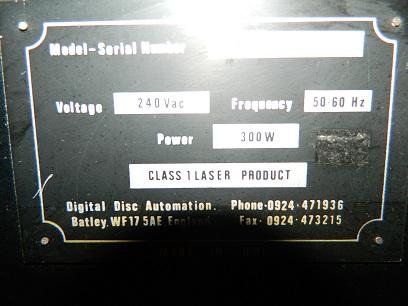 Model-Serial Number
Voltage 240Vac Frequency 50-60 Hz
Power 300W
CLASS 1 LASER PRODUCT
Digital Disc Automation. Phone-0924-471936
Batley, WF17 5AE England Fax- 0924-473215